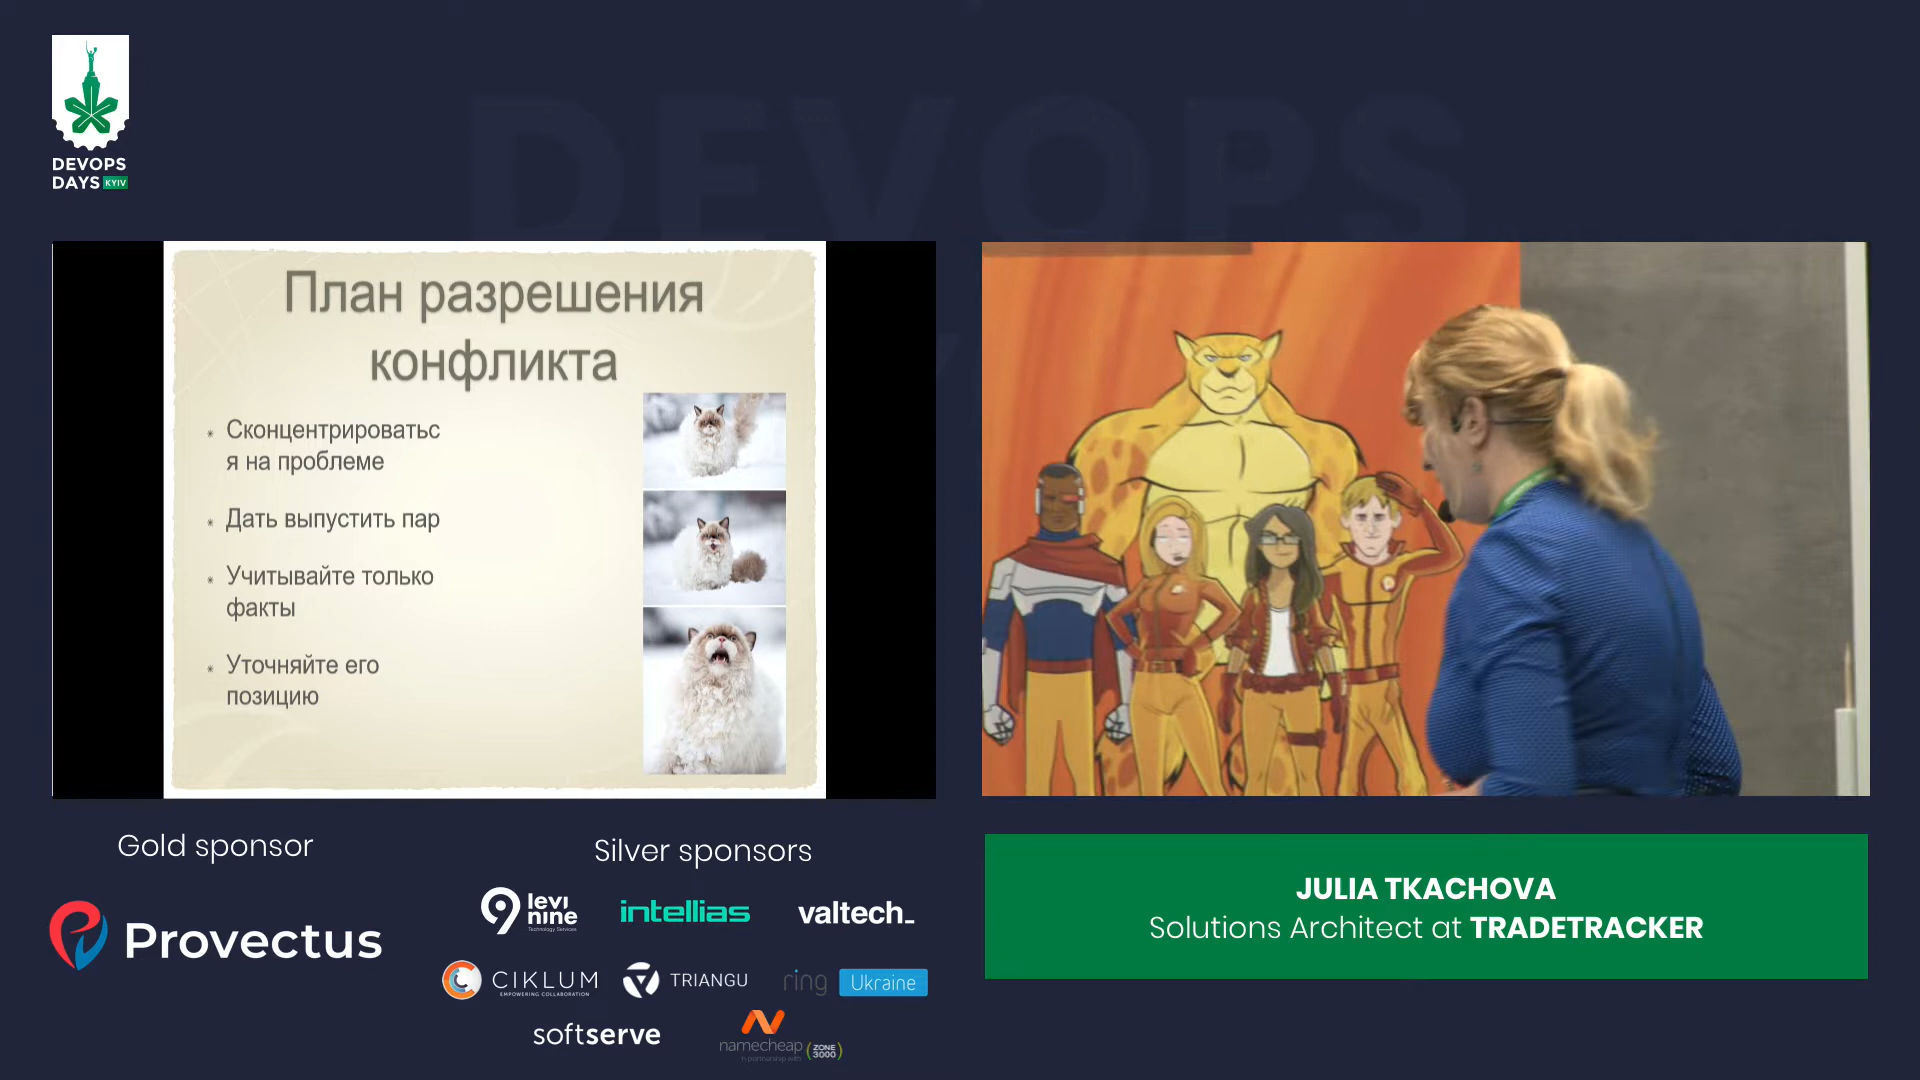 DEVOPS
DEVOPS
DAYS KYIV
План разрешения
конфликта
* Сконцентрироватьс
я на проблеме
* Дать выпустить пар
* Учитывайте только
факты
* Уточняйте его
позицию
Gold sponsor
Provectus
Silver sponsors
levi
nine
Technology Services
intellias
valtech_
CIKLUM
EMPOWERING COLLABORATION
TRIANGU
ring Ukraine
softserve
namecheap
in partnership with
ZONE
3000
JULIA TKACHOVA
Solutions Architect at TRADETRACKER